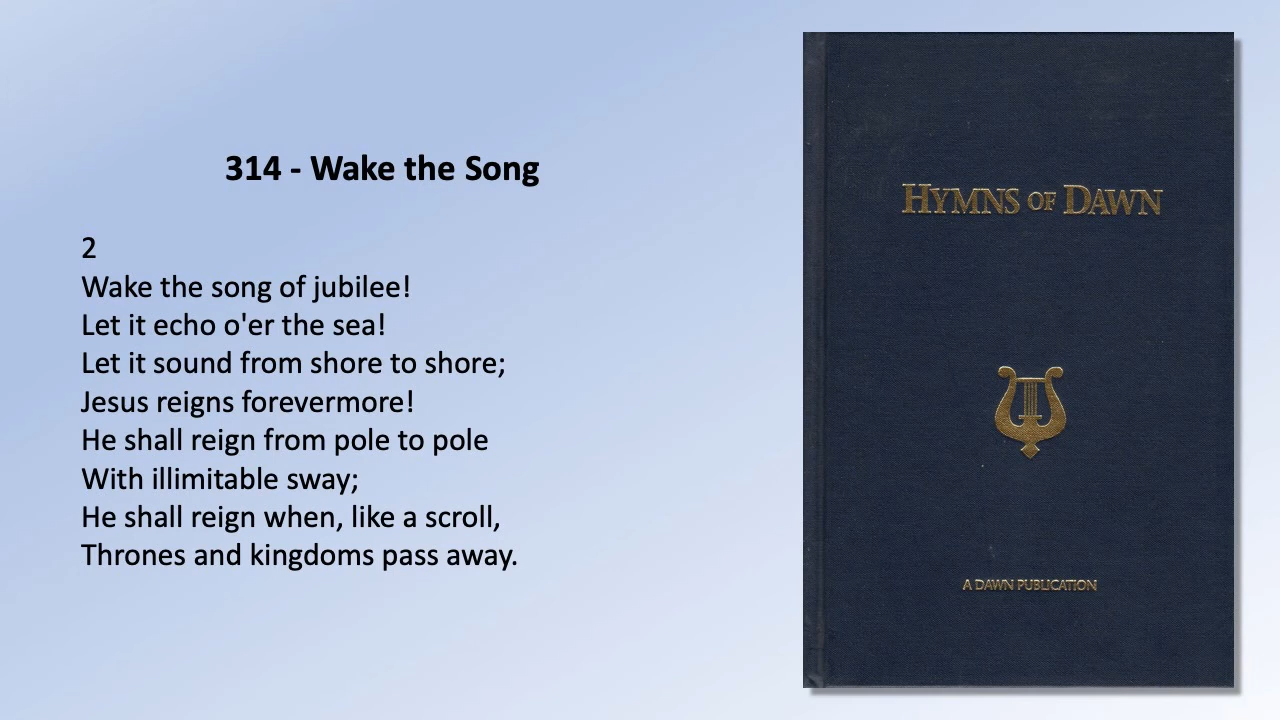 314 - Wake the Song
2
Wake the song of jubilee!
Let it echo o'er the sea!
Let it sound from shore to shore;
Jesus reigns forevermore!
He shall reign from pole to pole
With illimitable sway;
He shall reign when, like a scroll,
Thrones and kingdoms pass away.
HYMNS OF DAWN
A DAWN PUBLICATION